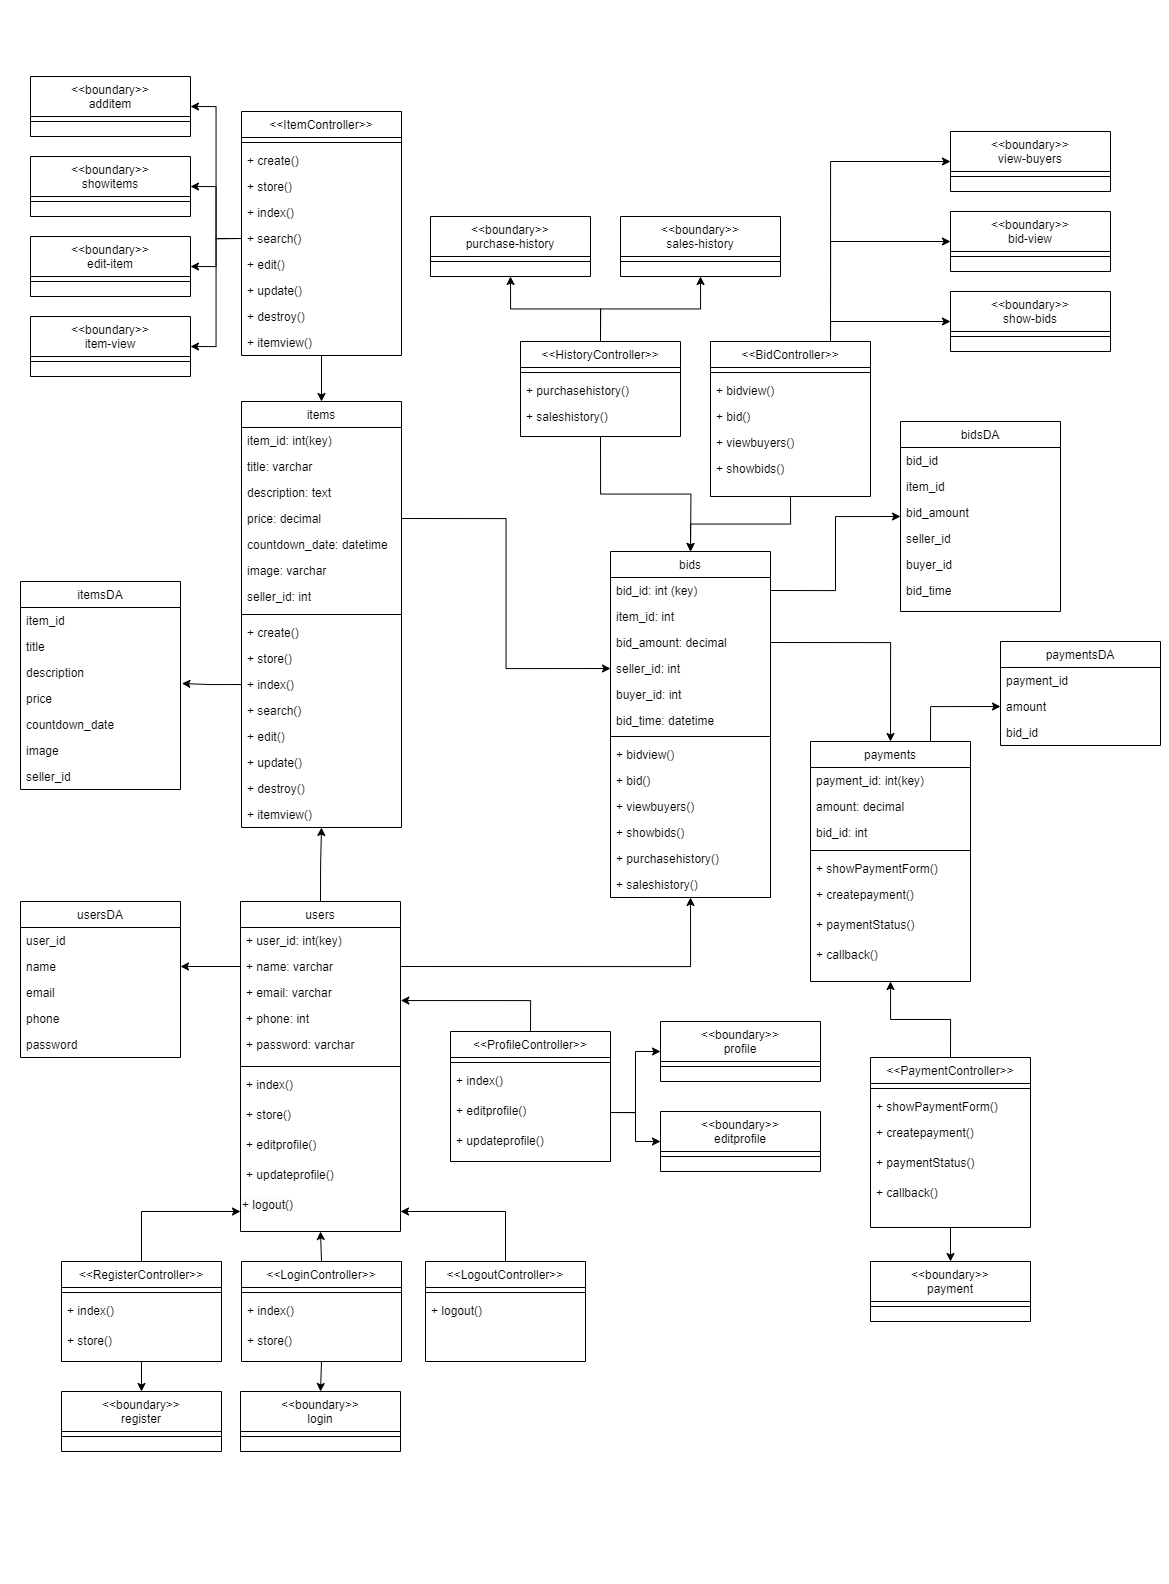 <<boundary>>
additem
<<boundary>>
showitems
<<boundary>>
edit-item
<<boundary>>
item-view
<<ItemController>>
+ create()
+ store()
+ index()
+ search()
+ edit()
+ update()
+ destroy()
+ itemview()
<<boundary>>
purchase-history
<<boundary>>
sales-history
<<boundary>>
view-buyers
<<boundary>>
bid-view
<<boundary>>
show-bids
<<HistoryController>>
+ purchasehistory()
+ saleshistory()
<<BidController>>
+ bidview()
+ bid()
+ viewbuyers()
+ showbids()
items
item_id: int(key)
title: varchar
description: text
price: decimal
countdown_date: datetime
image: varchar
seller_id: int
+ create()
+ store()
+ index()
+ search()
+ edit()
+ update()
+ destroy()
+ itemview()
bidsDA
bid_id
item_id
bid_amount
seller_id
buyer_id
bid_time
itemsDA
item_id
title
description
price
countdown_date
image
seller_id
bids
bid_id: int (key)
item_id: int
bid_amount: decimal
seller_id: int
buyer_id: int
bid_time: datetime
+ bidview()
+ bid()
+ viewbuyers()
+ showbids()
+ purchasehistory()
+ saleshistory()
paymentsDA
payment_id
amount
bid_id
payments
payment_id: int(key)
amount: decimal
bid_id: int
+ showPaymentForm()
+ createpayment()
+ paymentStatus()
+ callback()
usersDA
user_id
name
email
phone
password
users
+ user_id: int(key)
+ name: varchar
+ email: varchar
+ phone: int
+ password: varchar
+ index()
+ store()
+ editprofile()
+ updateprofile()
+ logout()
<<ProfileController>>
+ index()
+ editprofile()
+ updateprofile()
<<boundary>>
profile
<<boundary>>
editprofile
<<PaymentController>>
+ showPaymentForm()
+ createpayment()
+ paymentStatus()
+ callback()
<<boundary>>
payment
<<RegisterController>>
+ index()
+ store()
<<LoginController>>
+ index()
+ store()
<<LogoutController>>
+ logout()
<<boundary>>
register
<<boundary>>
login